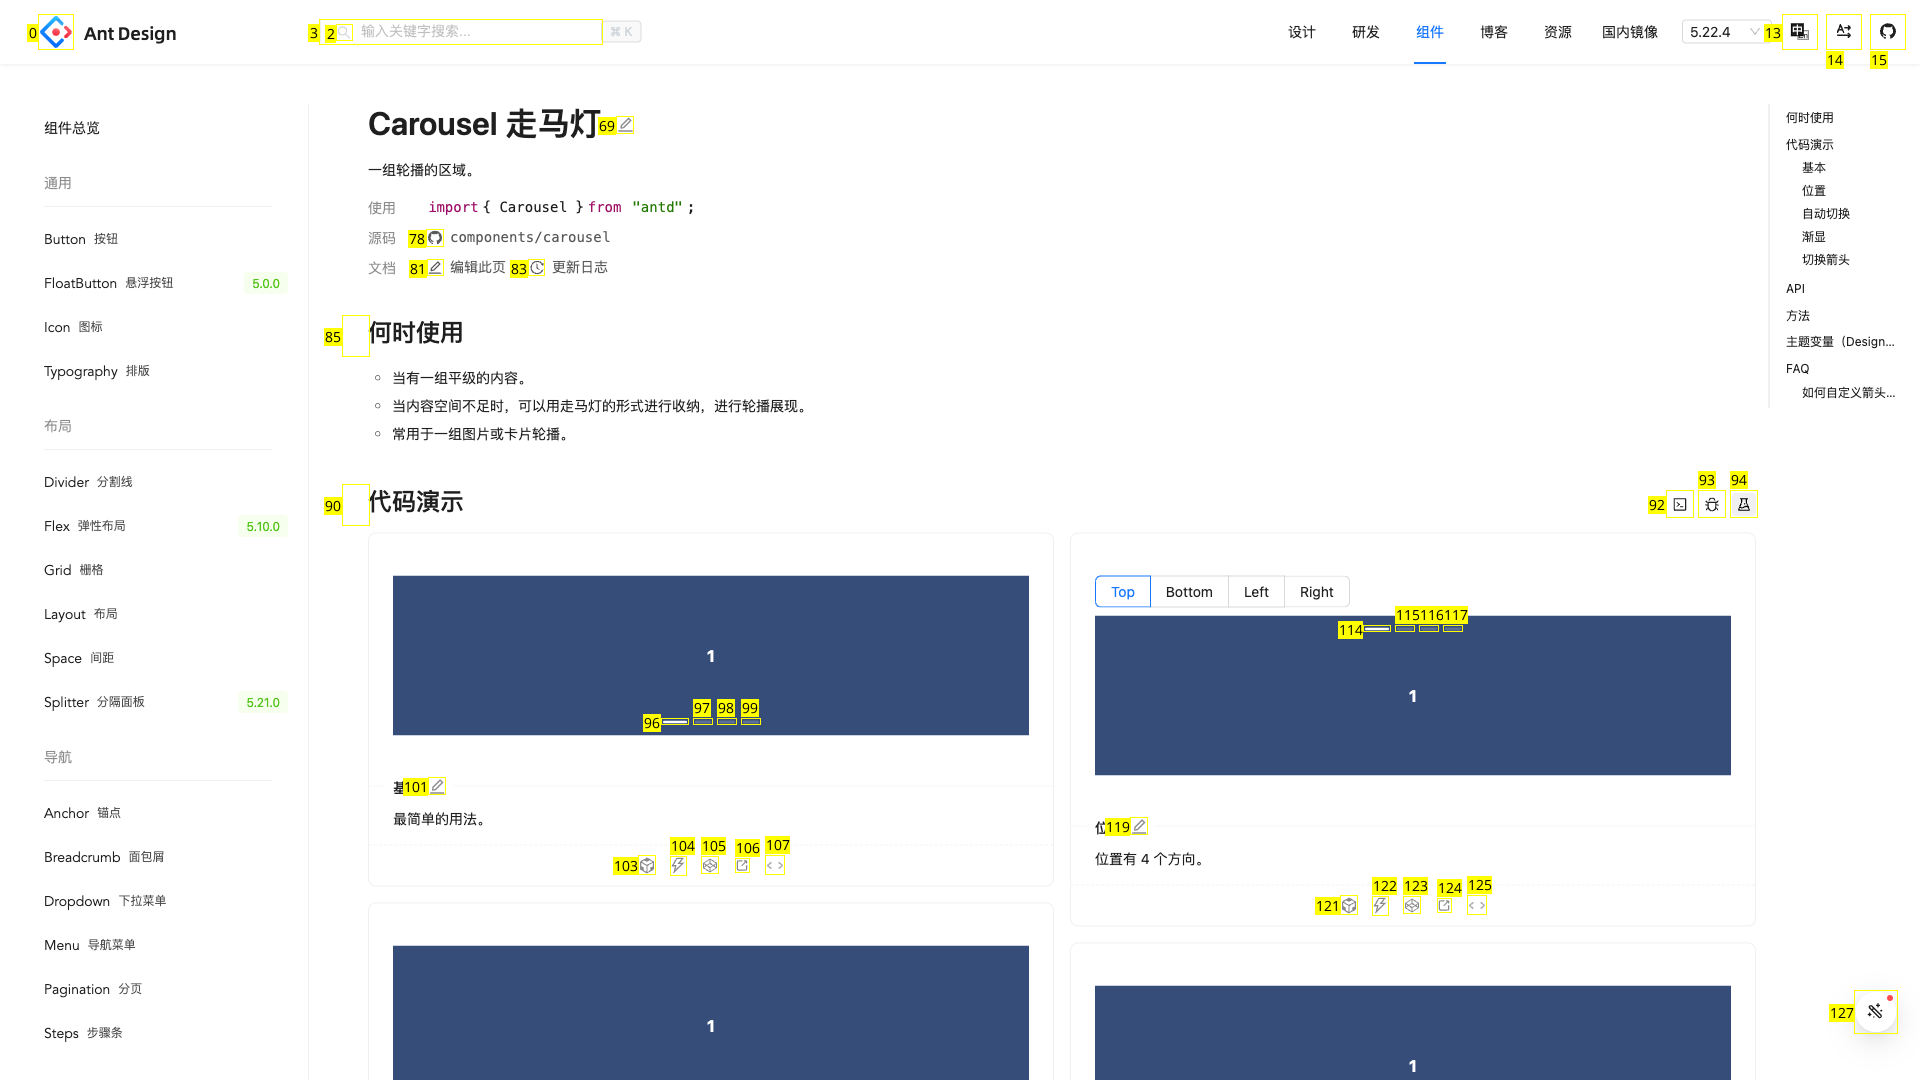 0
Ant Design
3
2
输入关键字搜索...
⌘ K
设计
研发
组件
博客
资源
国内镜像
5.22.4
13
14
15
组件总览
通用
Button 按钮
FloatButton 悬浮按钮 5.0.0
Icon 图标
Typography 排版
布局
Divider 分割线
Flex 弹性布局 5.10.0
Grid 栅格
Layout 布局
Space 间距
Splitter 分隔面板 5.21.0
导航
Anchor 锚点
Breadcrumb 面包屑
Dropdown 下拉菜单
Menu 导航菜单
Pagination 分页
Steps 步骤条
Carousel 走马灯 69
一组轮播的区域。
使用 import { Carousel } from "antd";
源码 78 components/carousel
文档 81 编辑此页 83 更新日志
85 何时使用
当有一组平级的内容。
当内容空间不足时，可以用走马灯的形式进行收纳，进行轮播展现。
常用于一组图片或卡片轮播。
90 代码演示
92 93 94
1
96 97 98 99
101
最简单的用法。
103 104 105 106 107
1
Top Bottom Left Right
114 115 116 117
1
119
位置有 4 个方向。
121 122 123 124 125
1
何时使用
代码演示
基本
位置
自动切换
渐显
切换箭头
API
方法
主题变量（Design...
FAQ
如何自定义箭头...
127